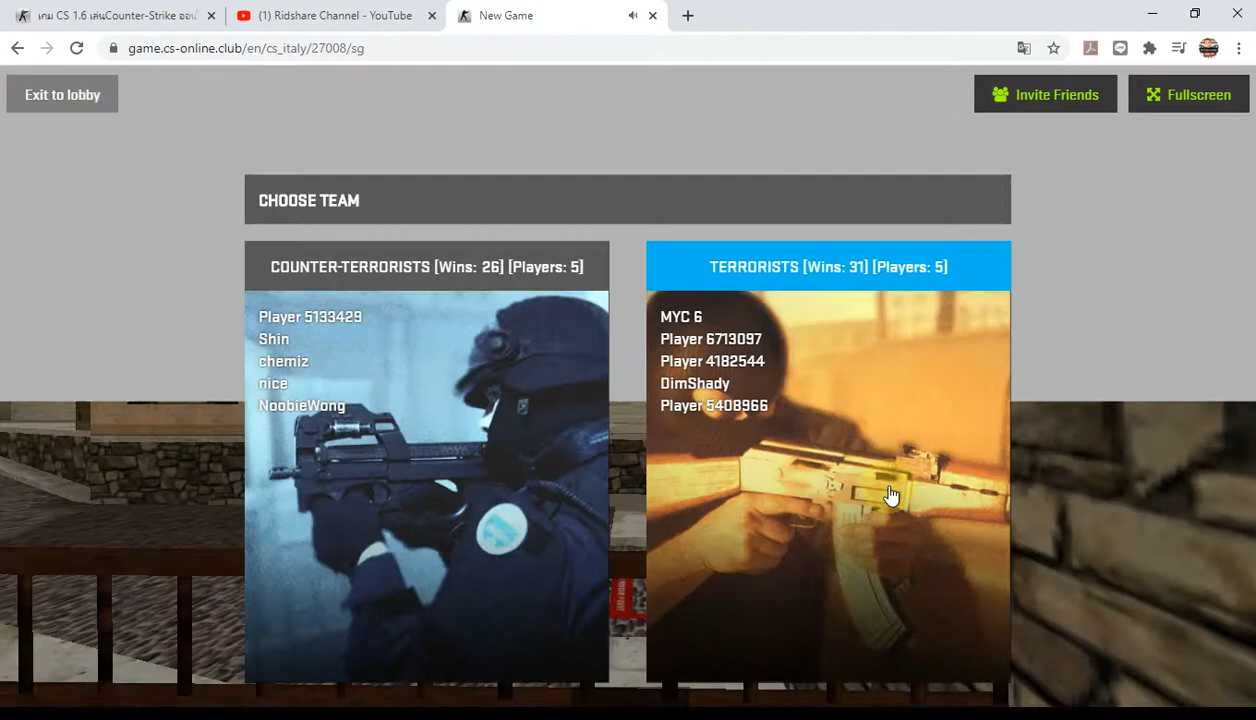 เกม CS 1.6 เล่นCounter-Strike ออน
(1) Ridshare Channel - YouTube
New Game
game.cs-online.club/en/cs_italy/27008/sg
Exit to lobby
Invite Friends
Fullscreen
CHOOSE TEAM
COUNTER-TERRORISTS [Wins: 26] [Players: 5]
Player 5133429
Shin
chemiz
nice
NoobieWong
TERRORISTS [Wins: 31] [Players: 5]
MYC 6
Player 6713097
Player 4182544
DimShady
Player 5408966